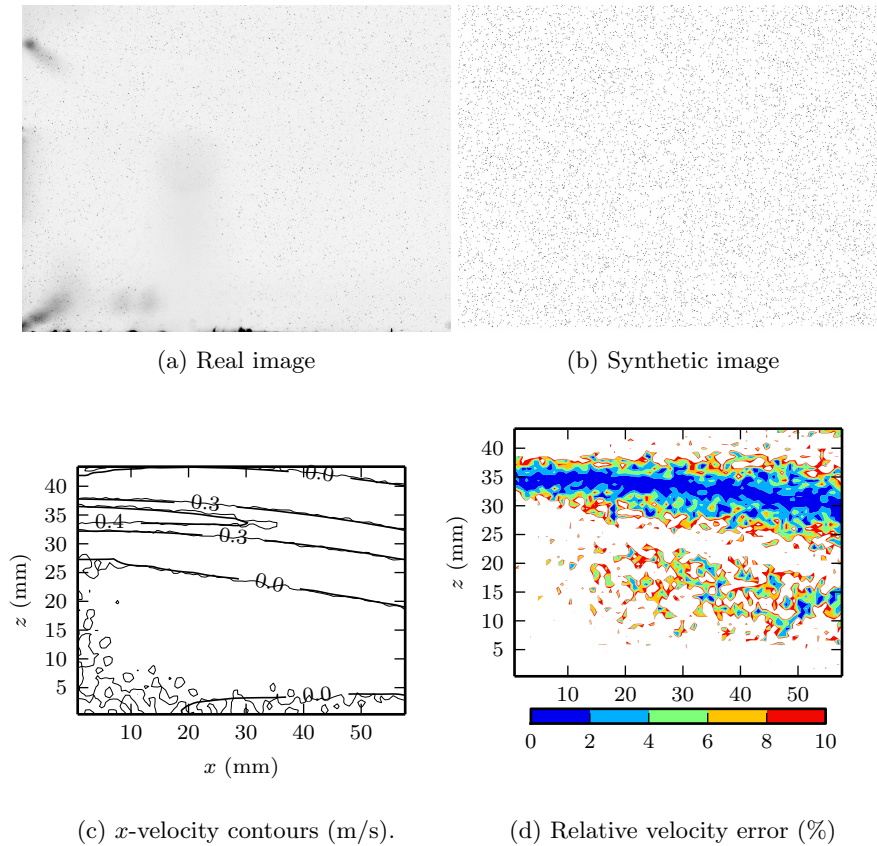 (a) Real image
(b) Synthetic image
0.0
0.3
0.4
0.3
0.0
0.0
40
35
30
25
20
15
10
5
z (mm)
10 20 30 40 50
x (mm)
40
35
30
25
20
15
10
5
z (mm)
10 20 30 40 50
0 2 4 6 8 10
(c) x-velocity contours (m/s).
(d) Relative velocity error (%)